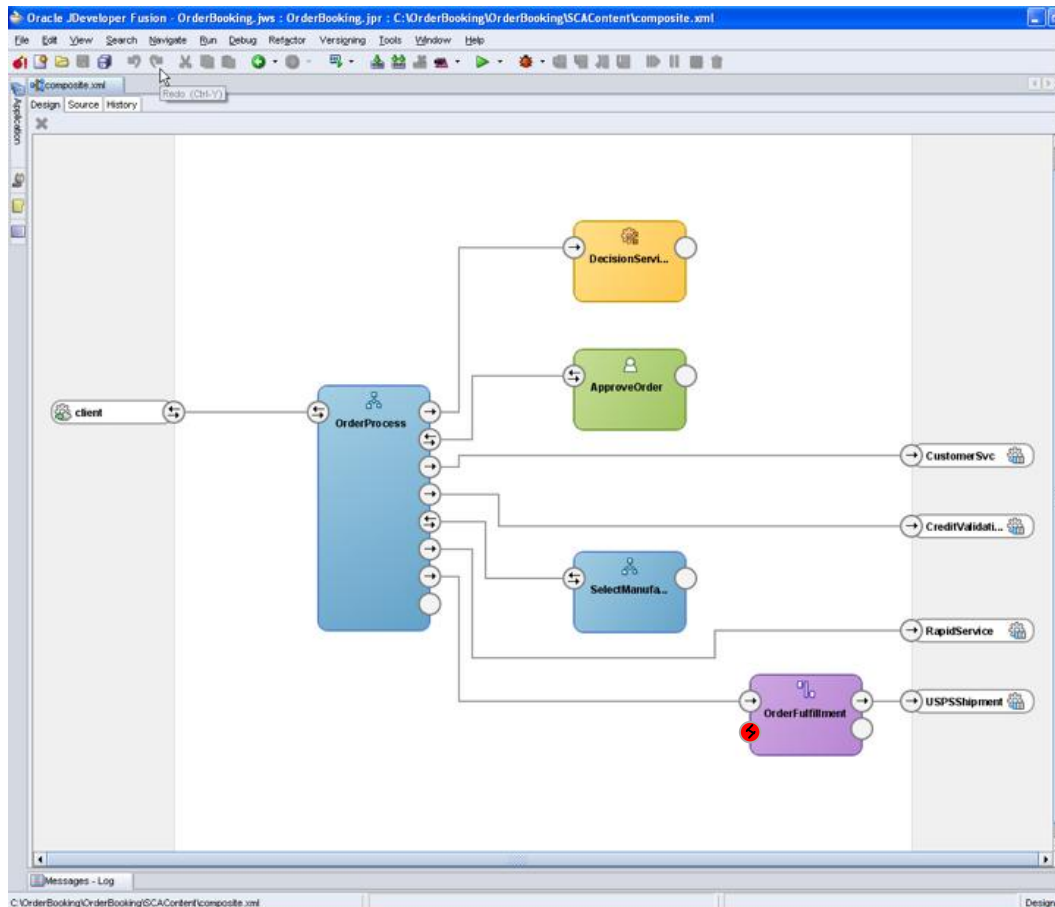 Oracle JDeveloper Fusion - OrderBooking.jws : OrderBooking.jpr : C:\OrderBooking\OrderBooking\SCAContent\composite.xml
File Edit View Search Navigate Run Debug Refactor Versioning Tools Window Help
composite.xml
Redo (Ctrl-Y)
Application
Design Source History
DecisionServi...
ApproveOrder
client
OrderProcess
CustomerSvc
CreditValidati...
SelectManufa...
RapidService
OrderFulfillment
USPSShipment
Messages - Log
C:\OrderBooking\OrderBooking\SCAContent\composite.xml
Design